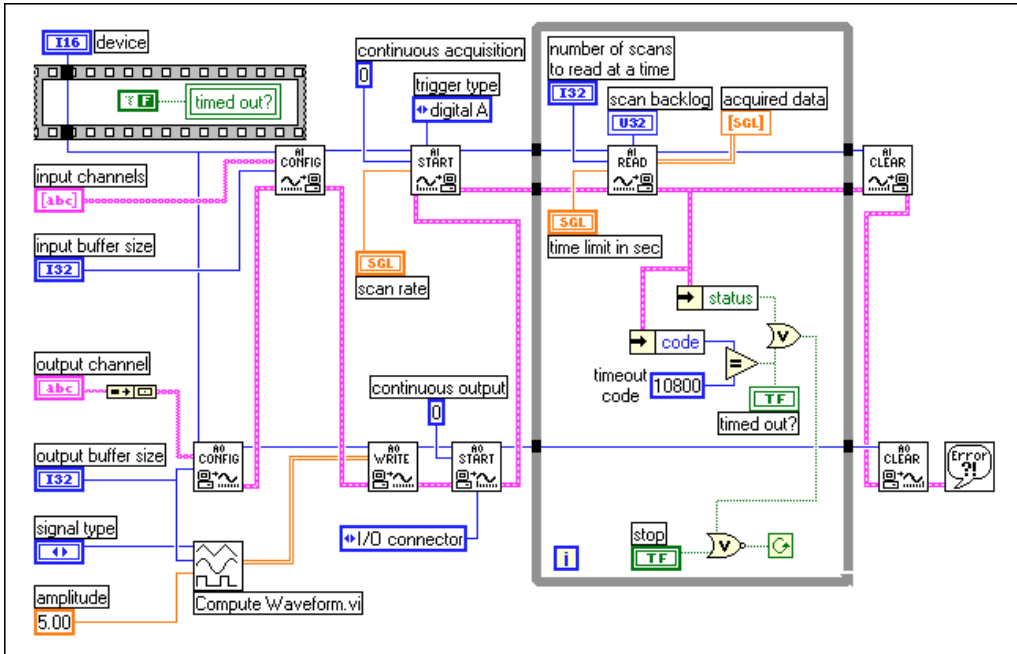 I16 device
F timed out?
continuous acquisition
0
trigger type
digital A
number of scans
to read at a time
I32
scan backlog
U32
acquired data
[SGL]
AI
CONFIG
AI
START
AI
READ
AI
CLEAR
input channels
[abc]
input buffer size
I32
SGL
scan rate
SGL
time limit in sec
status
code
timeout
code
10800
=
V
TF
timed out?
output channel
abc
continuous output
0
output buffer size
I32
AO
CONFIG
AO
WRITE
AO
START
AO
CLEAR
Error
?!
signal type
I/O connector
stop
TF
V
i
Compute Waveform.vi
amplitude
5.00